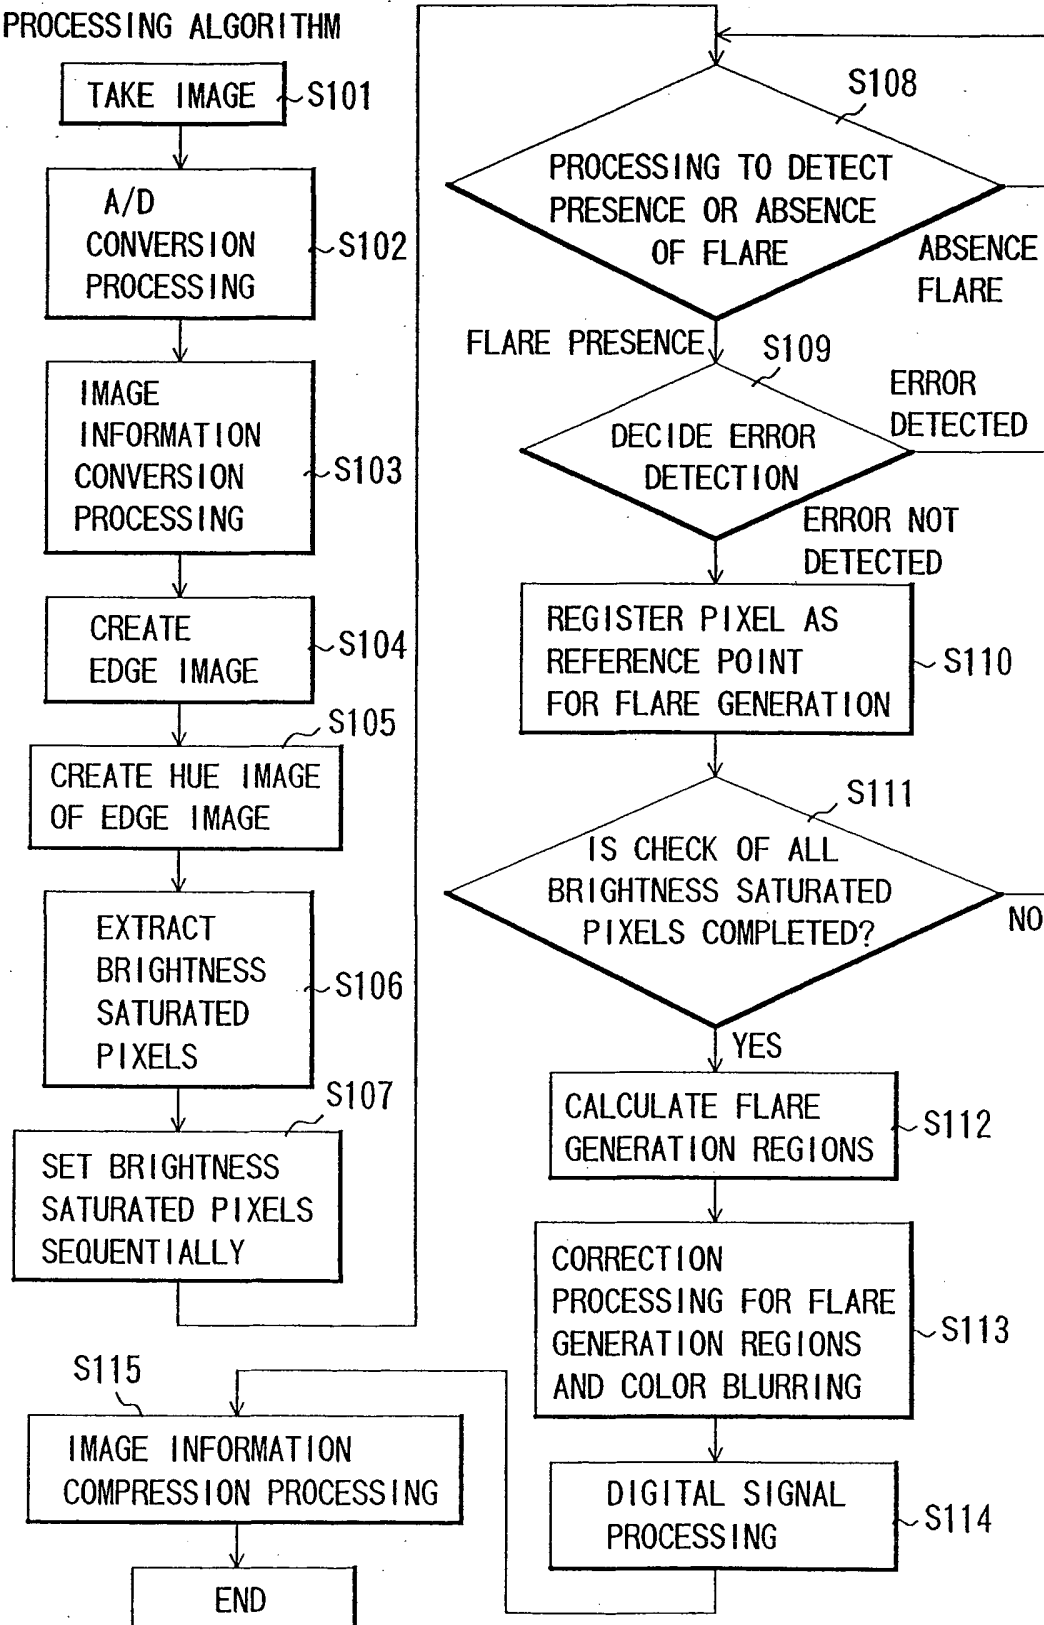 PROCESSING ALGORITHM
TAKE IMAGE
S101
A/D
CONVERSION
PROCESSING
S102
IMAGE
INFORMATION
CONVERSION
PROCESSING
S103
CREATE
EDGE IMAGE
S104
S105
CREATE HUE IMAGE
OF EDGE IMAGE
EXTRACT
BRIGHTNESS
SATURATED
PIXELS
S106
S107
SET BRIGHTNESS
SATURATED PIXELS
SEQUENTIALLY
S108
PROCESSING TO DETECT
PRESENCE OR ABSENCE
OF FLARE
ABSENCE
FLARE
FLARE PRESENCE
S109
DECIDE ERROR
DETECTION
ERROR
DETECTED
ERROR NOT
DETECTED
REGISTER PIXEL AS
REFERENCE POINT
FOR FLARE GENERATION
S110
S111
IS CHECK OF ALL
BRIGHTNESS SATURATED
PIXELS COMPLETED?
NO
YES
CALCULATE FLARE
GENERATION REGIONS
S112
CORRECTION
PROCESSING FOR FLARE
GENERATION REGIONS
AND COLOR BLURRING
S113
DIGITAL SIGNAL
PROCESSING
S114
S115
IMAGE INFORMATION
COMPRESSION PROCESSING
END